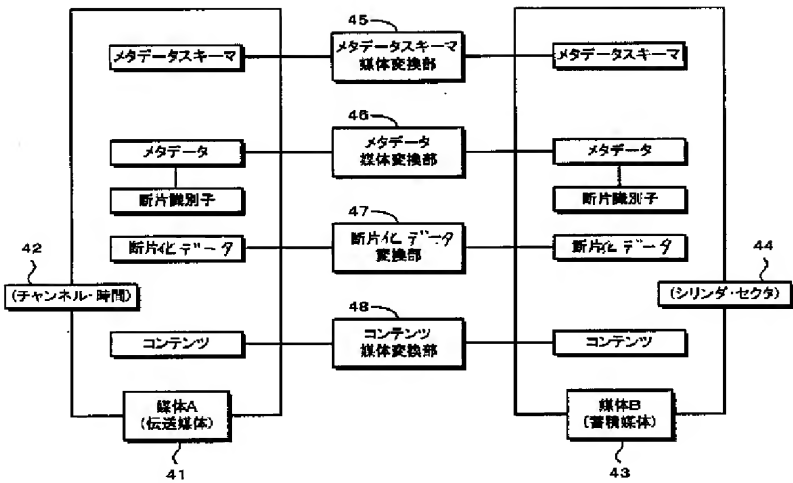 45
メタデータスキーマ
メタデータスキーマ
媒体変換部
メタデータスキーマ
46
メタデータ
メタデータ
媒体変換部
メタデータ
断片識別子
断片識別子
47
断片化データ
断片化データ
変換部
断片化データ
42
(チャンネル・時間)
44
(シリンダ・セクタ)
48
コンテンツ
コンテンツ
媒体変換部
コンテンツ
媒体A
(伝送媒体)
41
媒体B
(蓄積媒体)
43